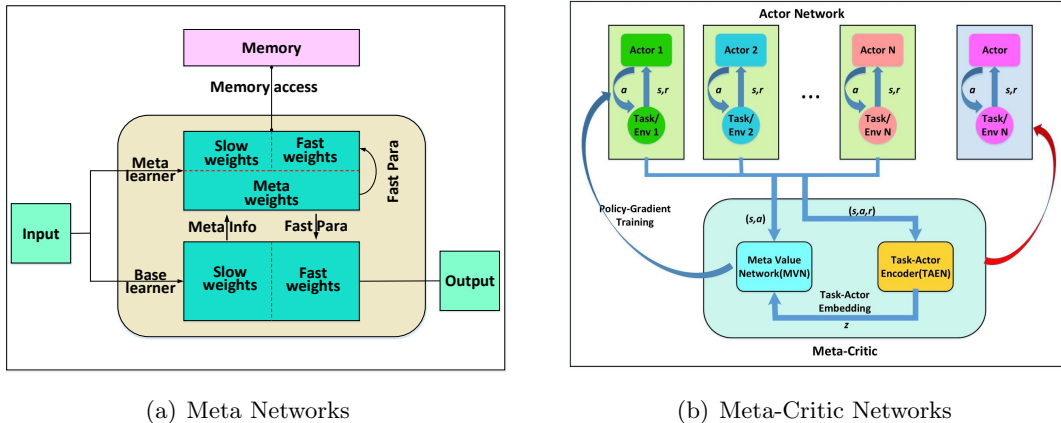 Memory
Memory access
Slow
weights
Fast
weights
Meta
learner
Meta
weights
Fast Para
Input
Meta Info
Fast Para
Base
learner
Slow
weights
Fast
weights
Output
(a) Meta Networks
Actor Network
Actor 1
Actor 2
Actor N
Actor
a
s,r
a
s,r
a
s,r
a
s,r
...
Task/
Env 1
Task/
Env 2
Task/
Env N
Task/
Env N
Policy-Gradient
Training
(s,a)
(s,a,r)
Meta Value
Network(MVN)
Task-Actor
Encoder(TAEN)
Task-Actor
Embedding
z
Meta-Critic
(b) Meta-Critic Networks